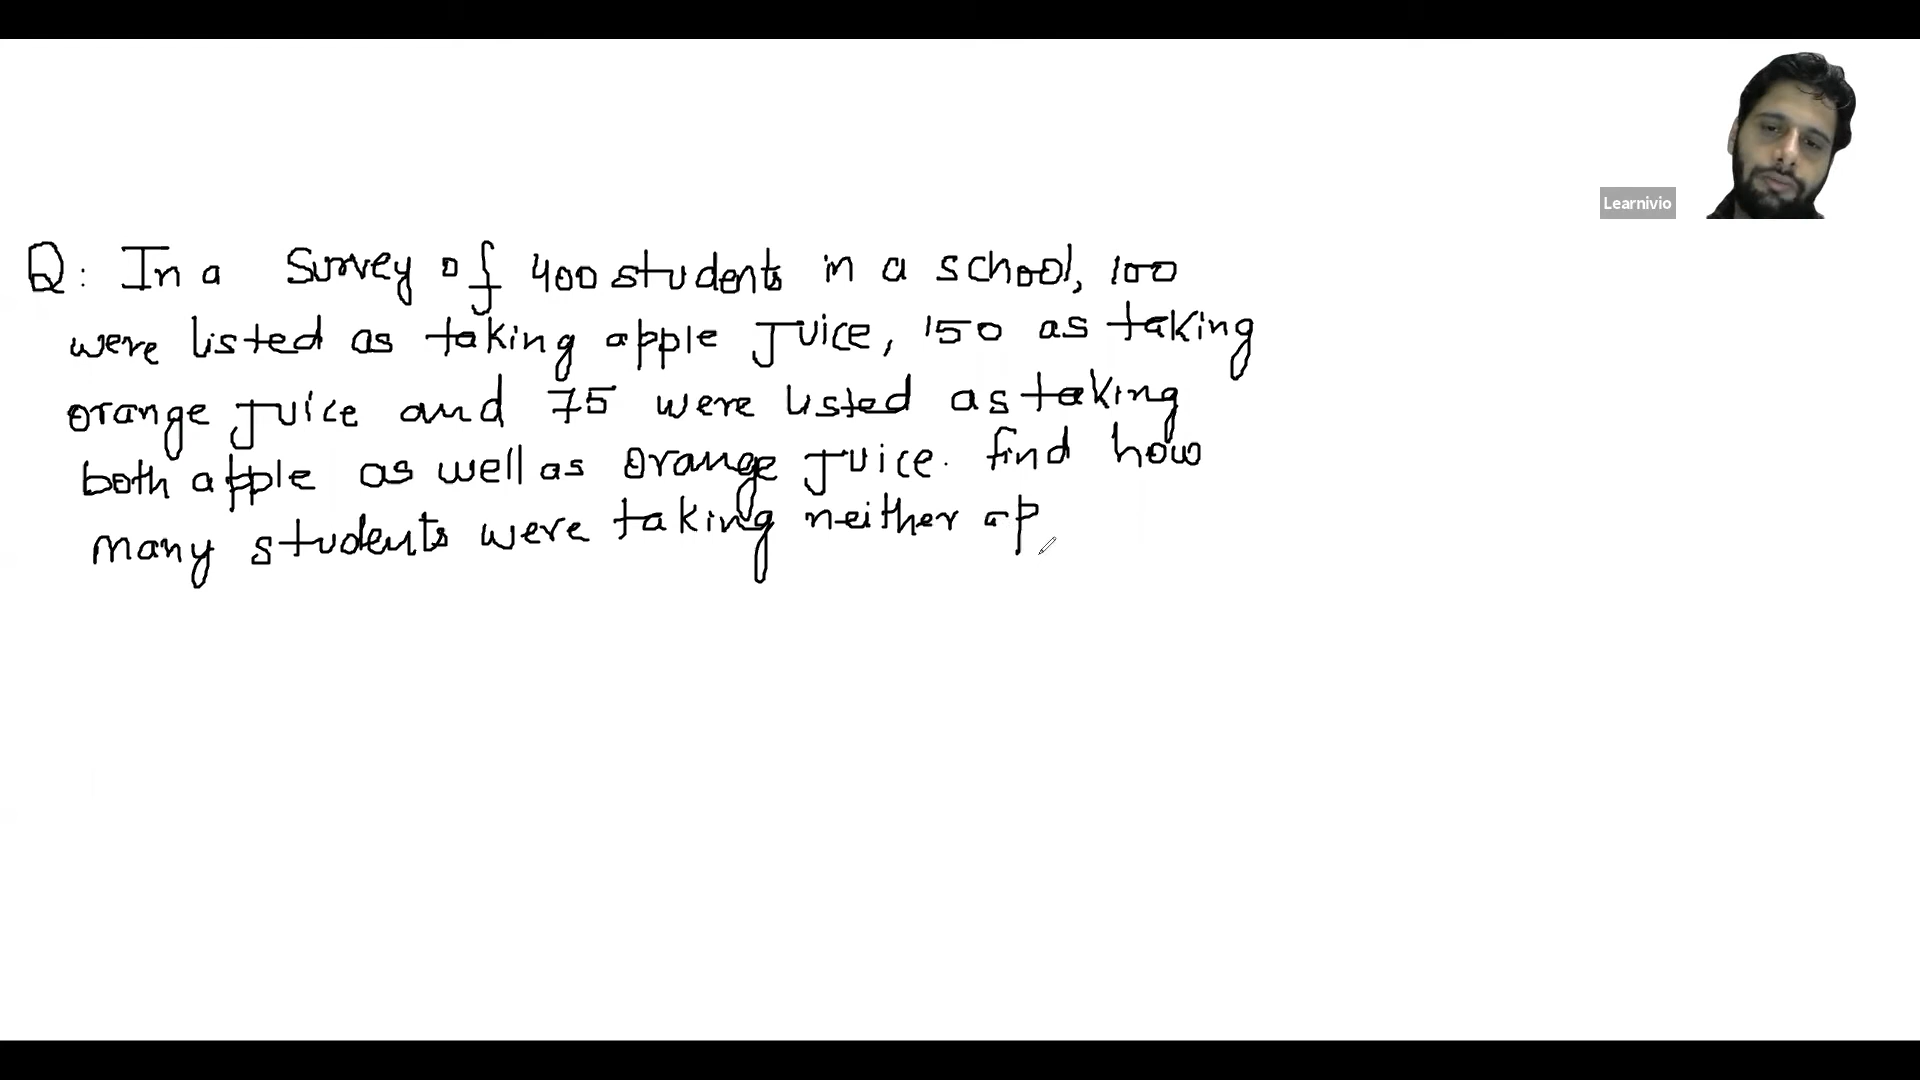 Learnivio
Q: In a Survey of 400 students in a school, 100
were listed as taking apple Juice, 150 as taking
orange Juice and 75 were listed as taking
both apple as well as orange Juice. find how
many students were taking neither ap